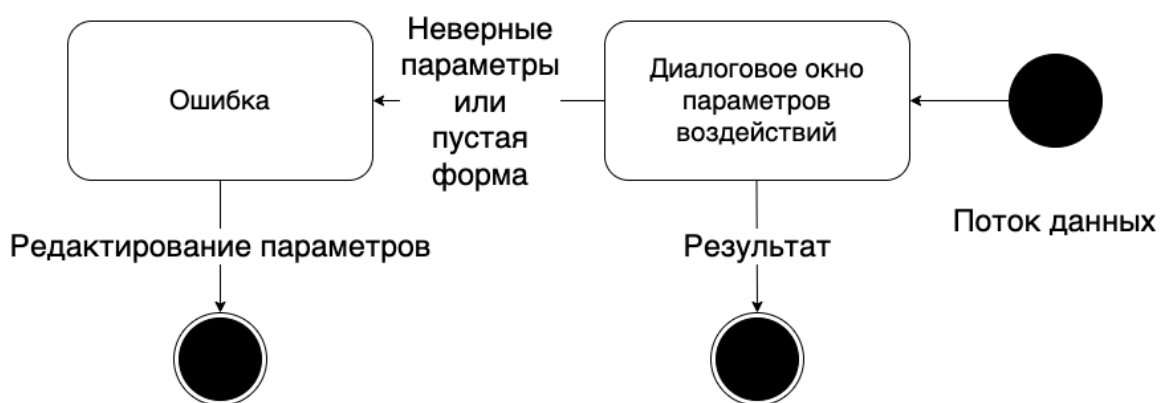 Ошибка
Неверные
параметры
или
пустая
форма
Диалоговое окно
параметров
воздействий
Поток данных
Редактирование параметров
Результат